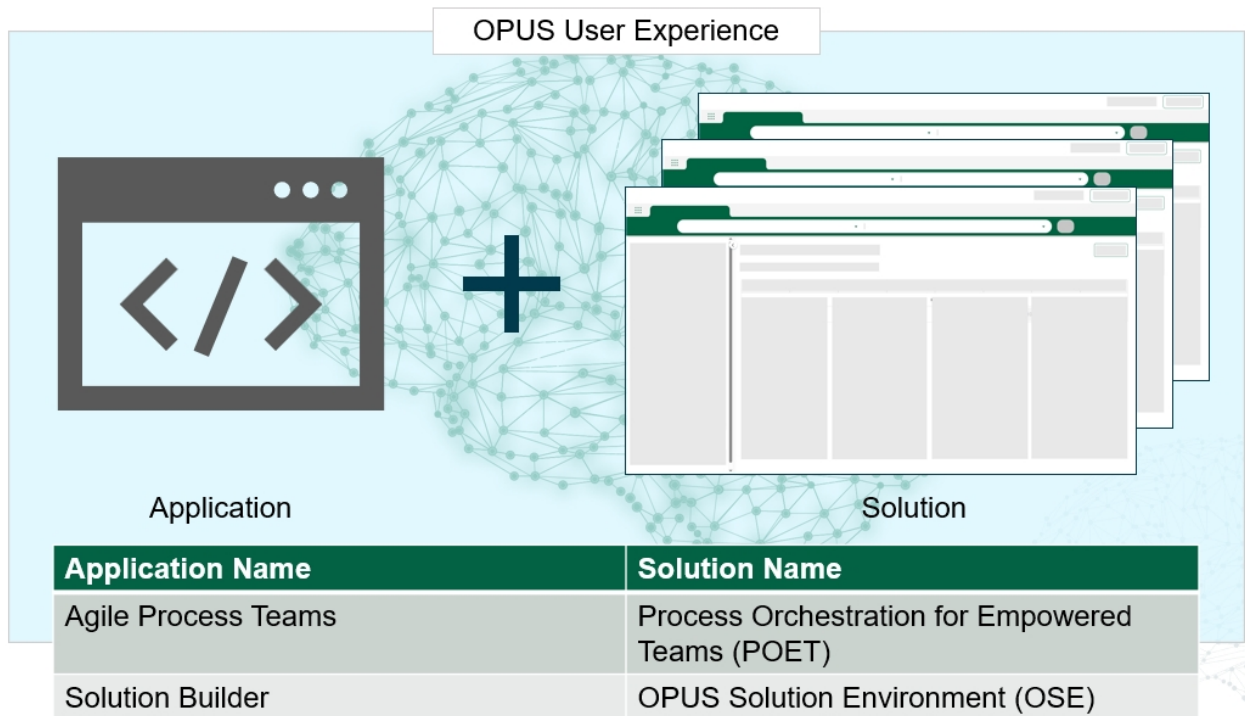 OPUS User Experience
</>
Application
Solution
Application Name
Solution Name
Agile Process Teams
Process Orchestration for Empowered
Teams (POET)
Solution Builder
OPUS Solution Environment (OSE)